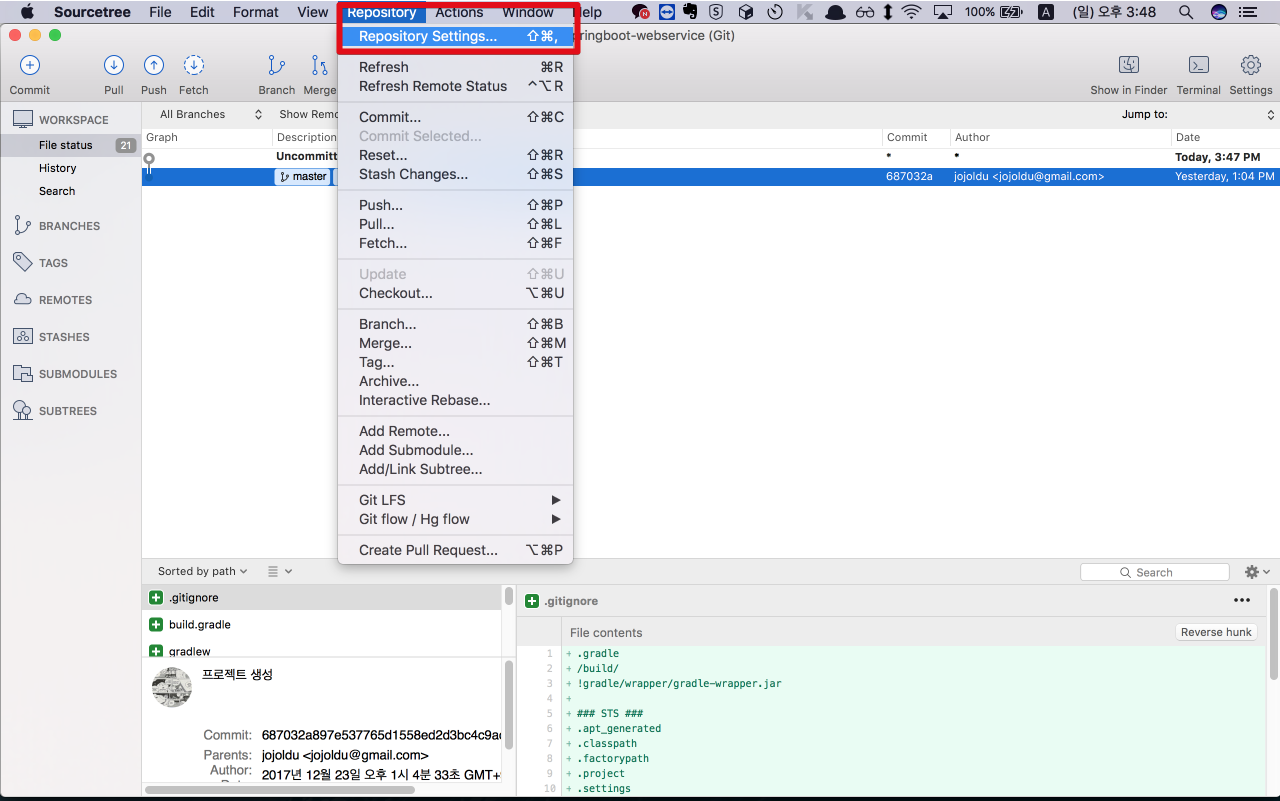 Sourcetree File Edit Format View Repository Actions Window elp 100% A (일) 오후 3:48
ringboot-webservice (Git)
Commit Pull Push Fetch Branch Merge Show in Finder Terminal Settings
Repository Settings... ⇧⌘,
Refresh ⌘R
Refresh Remote Status ^⌥R
Commit... ⇧⌘C
Commit Selected...
Reset... ⇧⌘R
Stash Changes... ⇧⌘S
Push... ⇧⌘P
Pull... ⇧⌘L
Fetch... ⇧⌘F
Update ⇧⌘U
Checkout... ⌥⌘U
Branch... ⇧⌘B
Merge... ⇧⌘M
Tag... ⇧⌘T
Archive...
Interactive Rebase...
Add Remote...
Add Submodule...
Add/Link Subtree...
Git LFS
Git flow / Hg flow
Create Pull Request... ⌥⌘P
WORKSPACE
File status 21
History
Search
BRANCHES
TAGS
REMOTES
STASHES
SUBMODULES
SUBTREES
All Branches Show Remo Jump to:
Graph Description Commit Author Date
Uncommitt * * Today, 3:47 PM
master 687032a jojoldu <jojoldu@gmail.com> Yesterday, 1:04 PM
Sorted by path Search
.gitignore
build.gradle
gradlew
프로젝트 생성
Commit: 687032a897e537765d1558ed2d3bc4c9a
Parents: jojoldu <jojoldu@gmail.com>
Author: 2017년 12월 23일 오후 1시 4분 33초 GMT+
.gitignore •••
File contents Reverse hunk
1 + .gradle
2 + /build/
3 + !gradle/wrapper/gradle-wrapper.jar
4 +
5 + ### STS ###
6 + .apt_generated
7 + .classpath
8 + .factorypath
9 + .project
10 + .settings